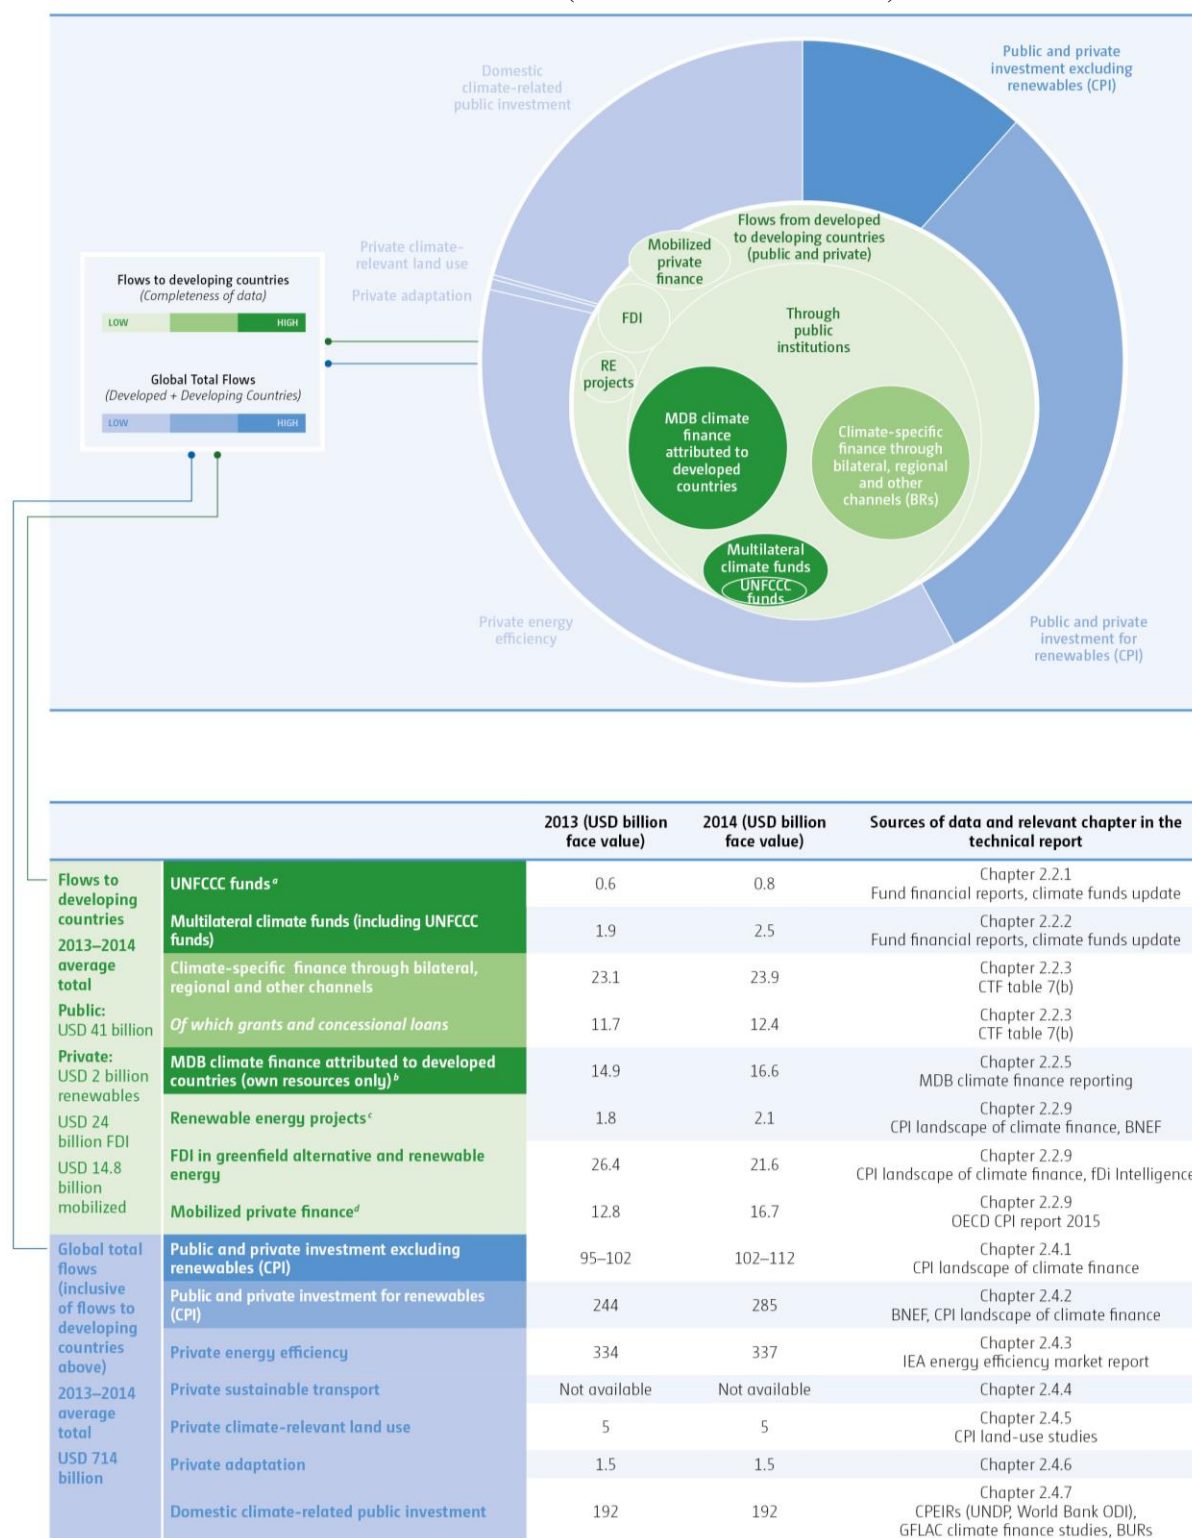 Domestic
climate-related
public investment
Public and private
investment excluding
renewables (CPI)
Flows from developed
to developing countries
(public and private)
Mobilized
private
finance
Private climate-
relevant land use
Private adaptation
FDI
Through
public
institutions
RE
projects
Flows to developing countries
(Completeness of data)
LOW HIGH
Global Total Flows
(Developed + Developing Countries)
LOW HIGH
MDB climate
finance
attributed to
developed
countries
Climate-specific
finance through
bilateral, regional
and other
channels (BRs)
Multilateral
climate funds
UNFCCC
funds
Private energy
efficiency
Public and private
investment for
renewables (CPI)
2013 (USD billion
face value)
2014 (USD billion
face value)
Sources of data and relevant chapter in the
technical report
Flows to
developing
countries
2013–2014
average
total
Public:
USD 41 billion
Private:
USD 2 billion
renewables
USD 24
billion FDI
USD 14.8
billion
mobilized
UNFCCC funds a
0.6
0.8
Chapter 2.2.1
Fund financial reports, climate funds update
Multilateral climate funds (including UNFCCC
funds)
1.9
2.5
Chapter 2.2.2
Fund financial reports, climate funds update
Climate-specific finance through bilateral,
regional and other channels
23.1
23.9
Chapter 2.2.3
CTF table 7(b)
Of which grants and concessional loans
11.7
12.4
Chapter 2.2.3
CTF table 7(b)
MDB climate finance attributed to developed
countries (own resources only) b
14.9
16.6
Chapter 2.2.5
MDB climate finance reporting
Renewable energy projects c
1.8
2.1
Chapter 2.2.9
CPI landscape of climate finance, BNEF
FDI in greenfield alternative and renewable
energy
26.4
21.6
Chapter 2.2.9
CPI landscape of climate finance, fDi Intelligence
Mobilized private finance d
12.8
16.7
Chapter 2.2.9
OECD CPI report 2015
Global total
flows
(inclusive
of flows to
developing
countries
above)
2013–2014
average
total
USD 714
billion
Public and private investment excluding
renewables (CPI)
95–102
102–112
Chapter 2.4.1
CPI landscape of climate finance
Public and private investment for renewables
(CPI)
244
285
Chapter 2.4.2
BNEF, CPI landscape of climate finance
Private energy efficiency
334
337
Chapter 2.4.3
IEA energy efficiency market report
Private sustainable transport
Not available
Not available
Chapter 2.4.4
Private climate-relevant land use
5
5
Chapter 2.4.5
CPI land-use studies
Private adaptation
1.5
1.5
Chapter 2.4.6
Domestic climate-related public investment
192
192
Chapter 2.4.7
CPEIRs (UNDP, World Bank ODI),
GFLAC climate finance studies, BURs